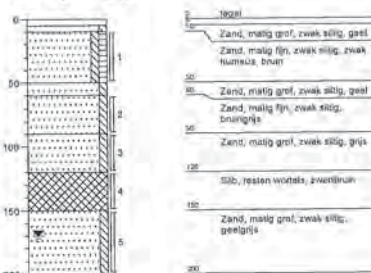 0
tegel
Zand, matig grof, zwak siltig, geel
Zand, matig fijn, zwak siltig, zwak
humeus, bruin
1
50
50
60
Zand, matig grof, zwak siltig, geel
Zand, matig fijn, zwak siltig,
bruingrijs
2
90
Zand, matig grof, zwak siltig, grijs
100
3
120
Slib, resten wortels, zwartbruin
4
150
150
Zand, matig grof, zwak siltig,
geelgrijs
5
200
200